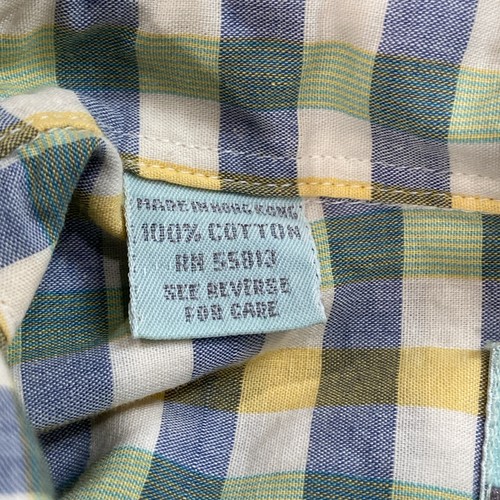 MADE IN HONG KONG
100% COTTON
RN 55813
SEE REVERSE
FOR CARE